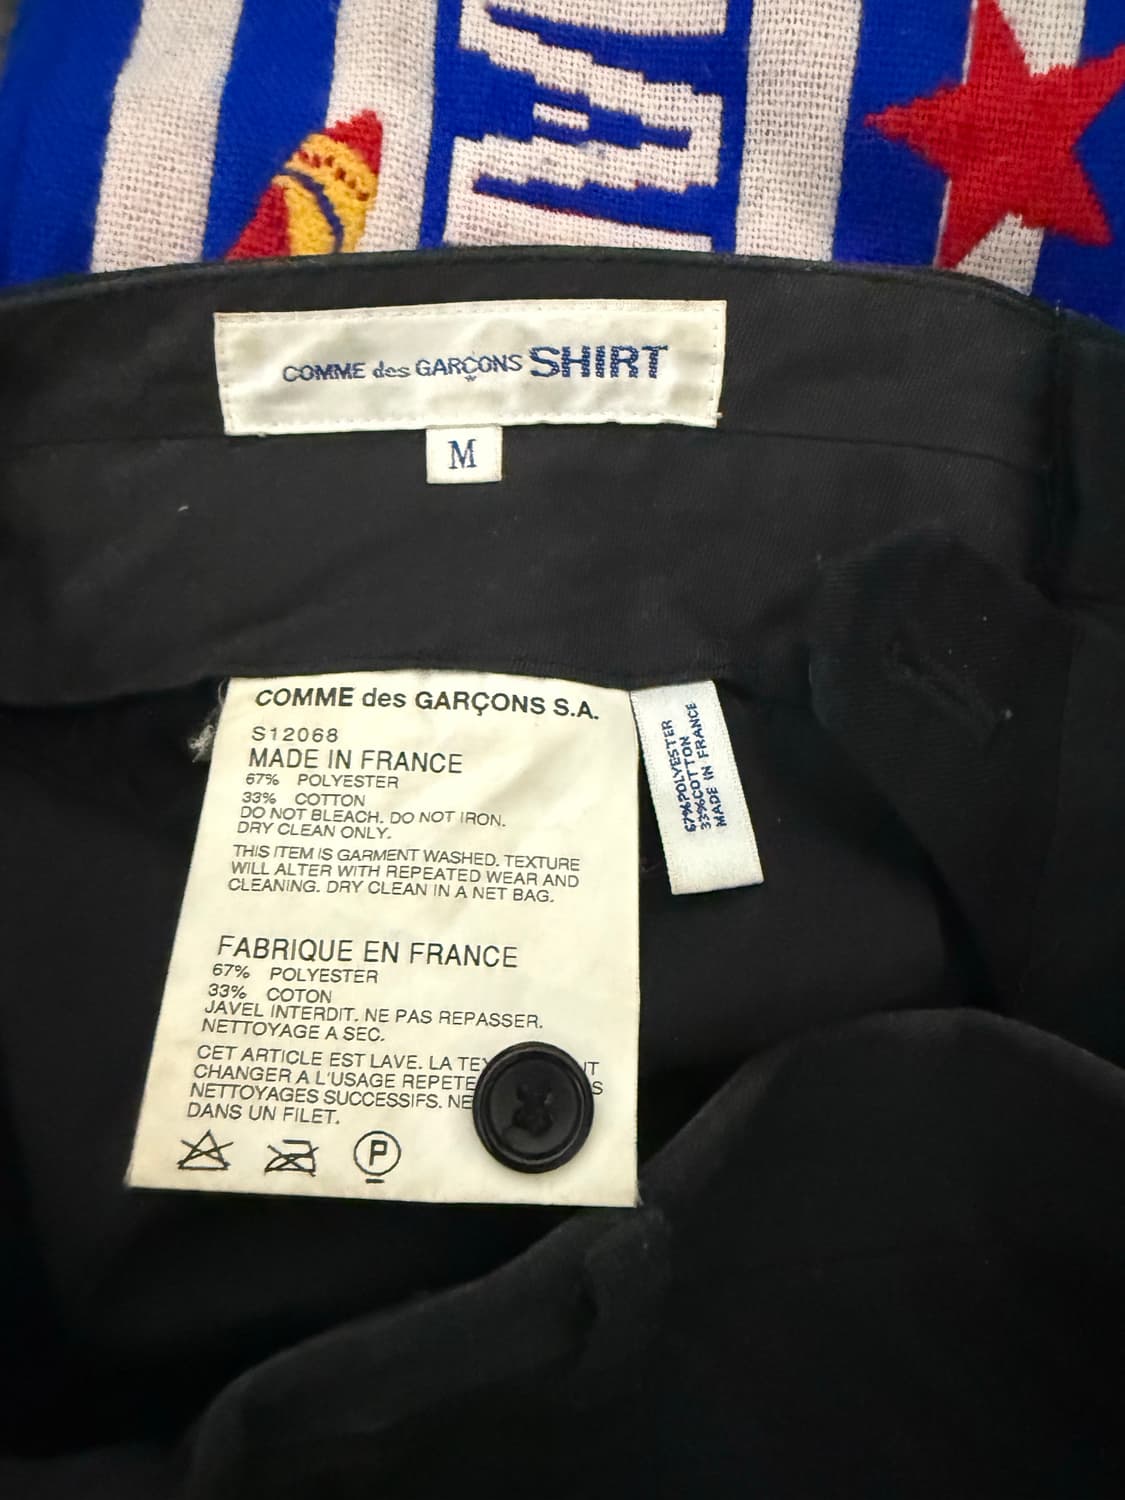 COMME des GARÇONS SHIRT
M
COMME des GARÇONS S.A.
S12068
MADE IN FRANCE
67% POLYESTER
33% COTTON
DO NOT BLEACH. DO NOT IRON.
DRY CLEAN ONLY.
THIS ITEM IS GARMENT WASHED. TEXTURE
WILL ALTER WITH REPEATED WEAR AND
CLEANING. DRY CLEAN IN A NET BAG.
FABRIQUE EN FRANCE
67% POLYESTER
33% COTON
JAVEL INTERDIT. NE PAS REPASSER.
NETTOYAGE A SEC.
CET ARTICLE EST LAVE. LA
CHANGER A L'USAGE REPETE
NETTOYAGES SUCCESSIFS.
DANS UN FILET.
P
67%POLYESTER
33%COTTON
MADE IN FRANCE